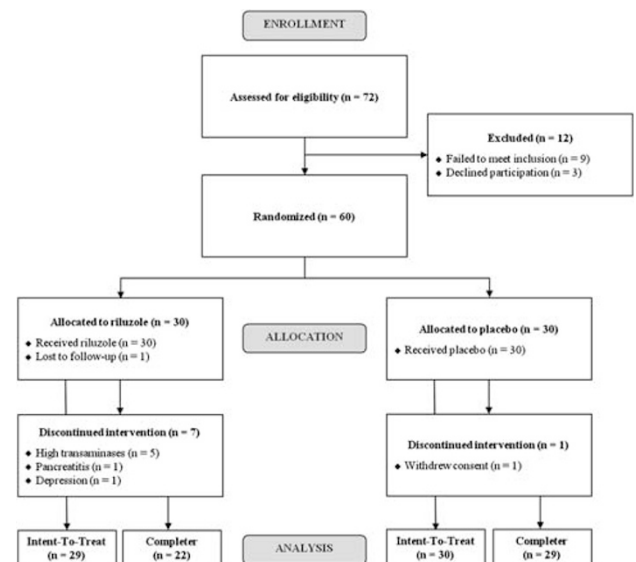 ENROLLMENT
Assessed for eligibility (n = 72)
Excluded (n = 12)
◆ Failed to meet inclusion (n = 9)
◆ Declined participation (n = 3)
Randomized (n = 60)
Allocated to riluzole (n = 30)
◆ Received riluzole (n = 30)
◆ Lost to follow-up (n = 1)
ALLOCATION
Allocated to placebo (n = 30)
◆ Received placebo (n = 30)
Discontinued intervention (n = 7)
◆ High transaminases (n = 5)
◆ Pancreatitis (n = 1)
◆ Depression (n = 1)
Discontinued intervention (n = 1)
◆ Withdrew consent (n = 1)
Intent-To-Treat
(n = 29)
Completer
(n = 22)
ANALYSIS
Intent-To-Treat
(n = 30)
Completer
(n = 29)